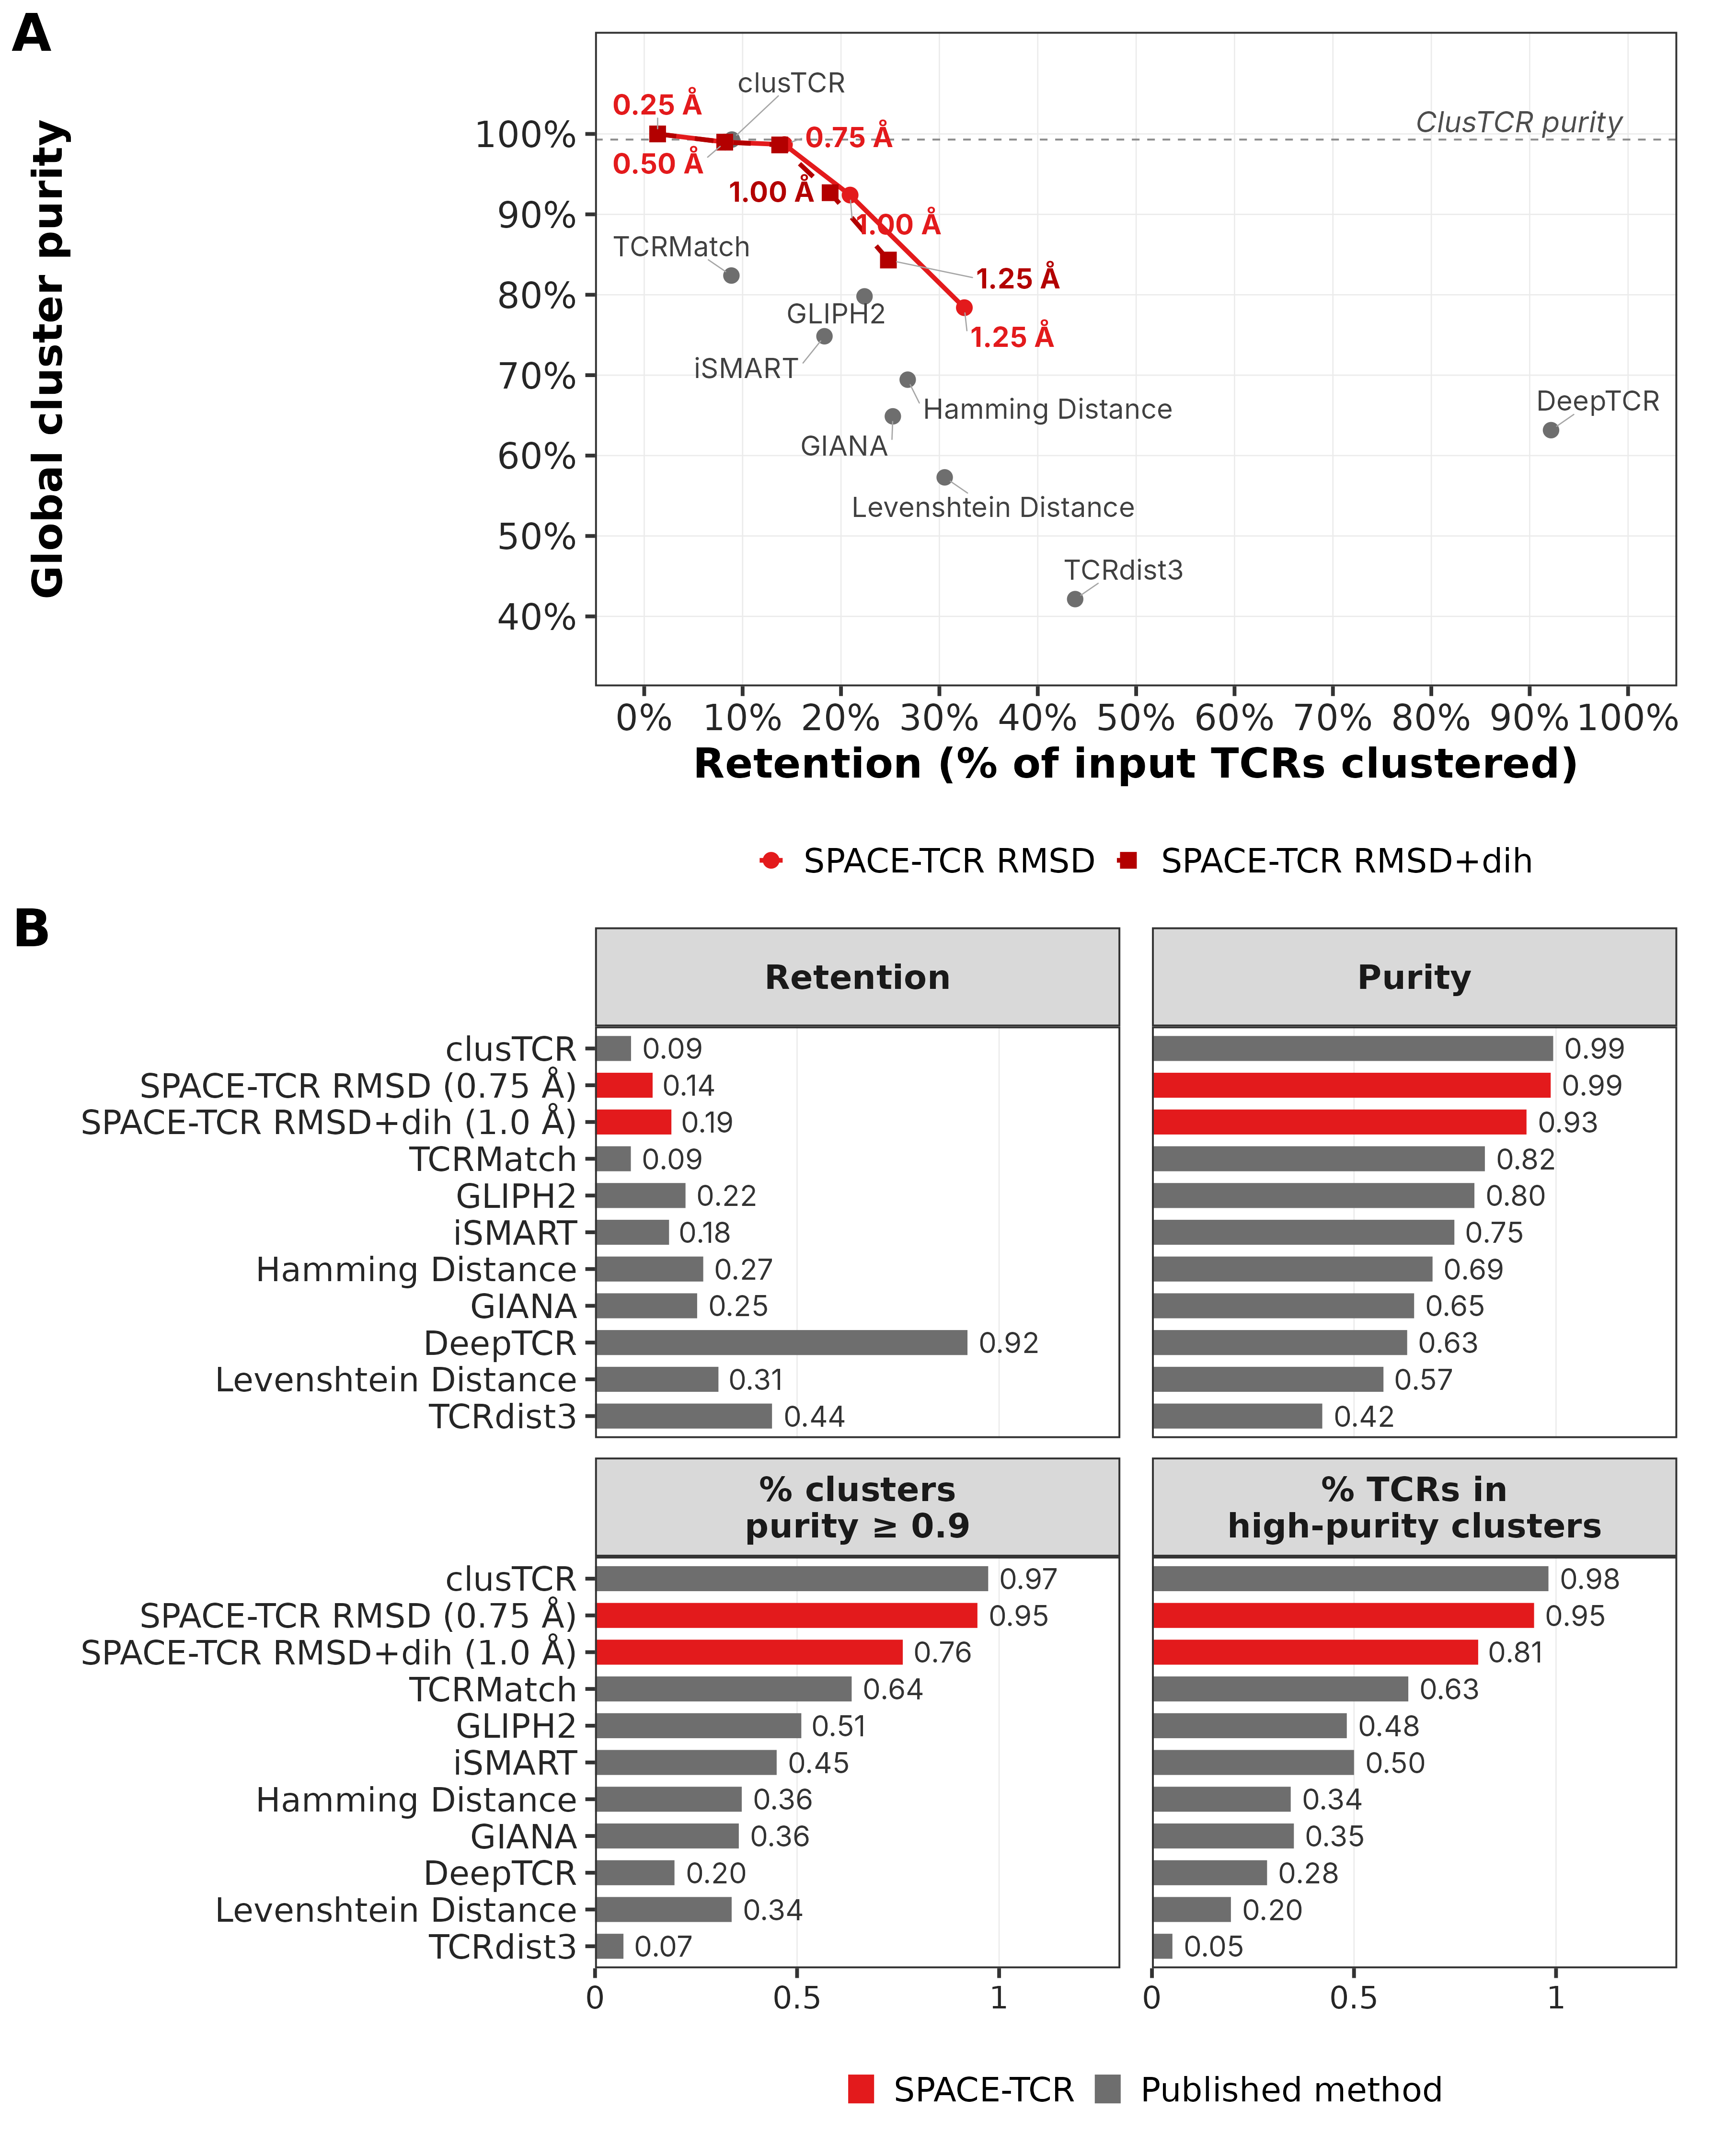 A
Global cluster purity
100%
90%
80%
70%
60%
50%
40%
clusTCR
0.25 Å
ClusTCR purity
0.75 Å
0.50 Å
1.00 Å
1.00 Å
TCRMatch
1.25 Å
GLIPH2
1.25 Å
iSMART
Hamming Distance
DeepTCR
GIANA
Levenshtein Distance
TCRdist3
0% 10% 20% 30% 40% 50% 60% 70% 80% 90% 100%
Retention (% of input TCRs clustered)
SPACE-TCR RMSD SPACE-TCR RMSD+dih
B
Retention Purity
clusTCR 0.09 0.99
SPACE-TCR RMSD (0.75 Å) 0.14 0.99
SPACE-TCR RMSD+dih (1.0 Å) 0.19 0.93
TCRMatch 0.09 0.82
GLIPH2 0.22 0.80
iSMART 0.18 0.75
Hamming Distance 0.27 0.69
GIANA 0.25 0.65
DeepTCR 0.92 0.63
Levenshtein Distance 0.31 0.57
TCRdist3 0.44 0.42
% clusters
purity ≥ 0.9
% TCRs in
high-purity clusters
clusTCR 0.97 0.98
SPACE-TCR RMSD (0.75 Å) 0.95 0.95
SPACE-TCR RMSD+dih (1.0 Å) 0.76 0.81
TCRMatch 0.64 0.63
GLIPH2 0.51 0.48
iSMART 0.45 0.50
Hamming Distance 0.36 0.34
GIANA 0.36 0.35
DeepTCR 0.20 0.28
Levenshtein Distance 0.34 0.20
TCRdist3 0.07 0.05
0 0.5 1 0 0.5 1
SPACE-TCR Published method